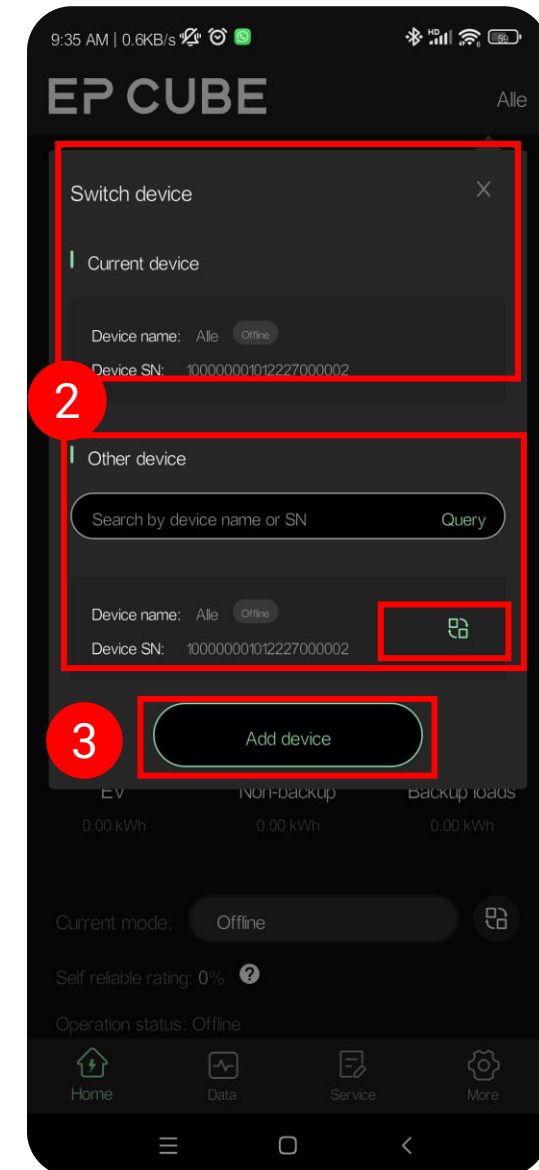 9:35 AM | 0.6KB/s
HD
59
EP CUBE
Alle
Switch device
X
Current device
Device name: Alle Offline
Device SN: 100000001012227000002
2
Other device
Search by device name or SN Query
Device name: Alle Offline
Device SN: 100000001012227000002
3
Add device
EV Non-backup Backup loads
0.00 kWh 0.00 kWh 0.00 kWh
Current mode: Offline
Self reliable rating: 0% ?
Operation status: Offline
Home Data Service More